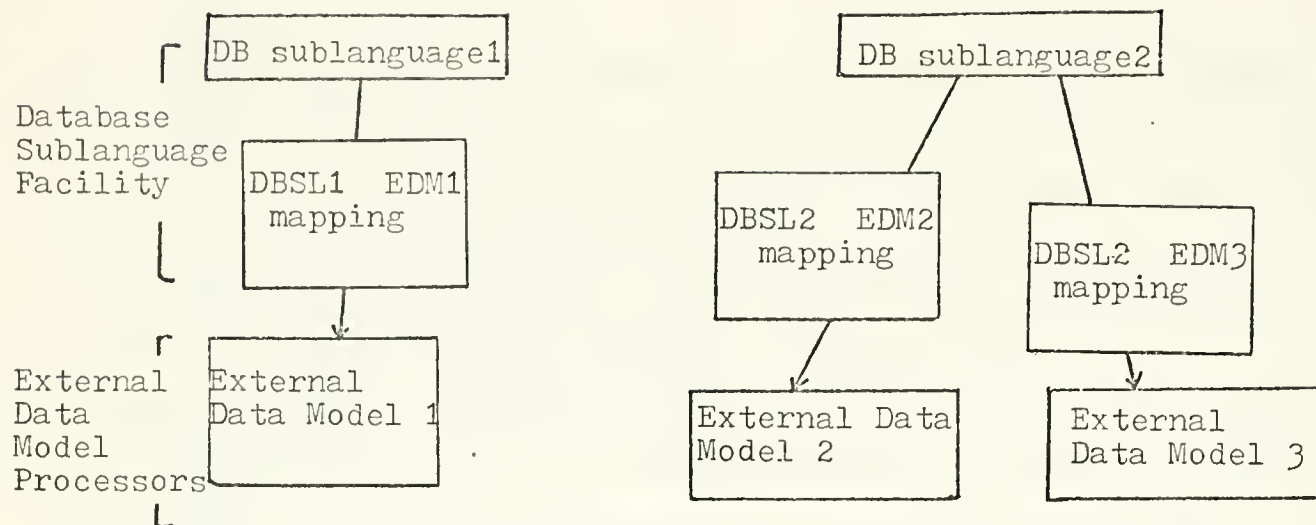 DB sublanguage1
DB sublanguage2
Database
Sublanguage
Facility
DBSL1 EDM1
mapping
DBSL2 EDM2
mapping
DBSL2 EDM3
mapping
External
Data
Model
Processors
External
Data Model 1
External Data
Model 2
External
Data Model 3